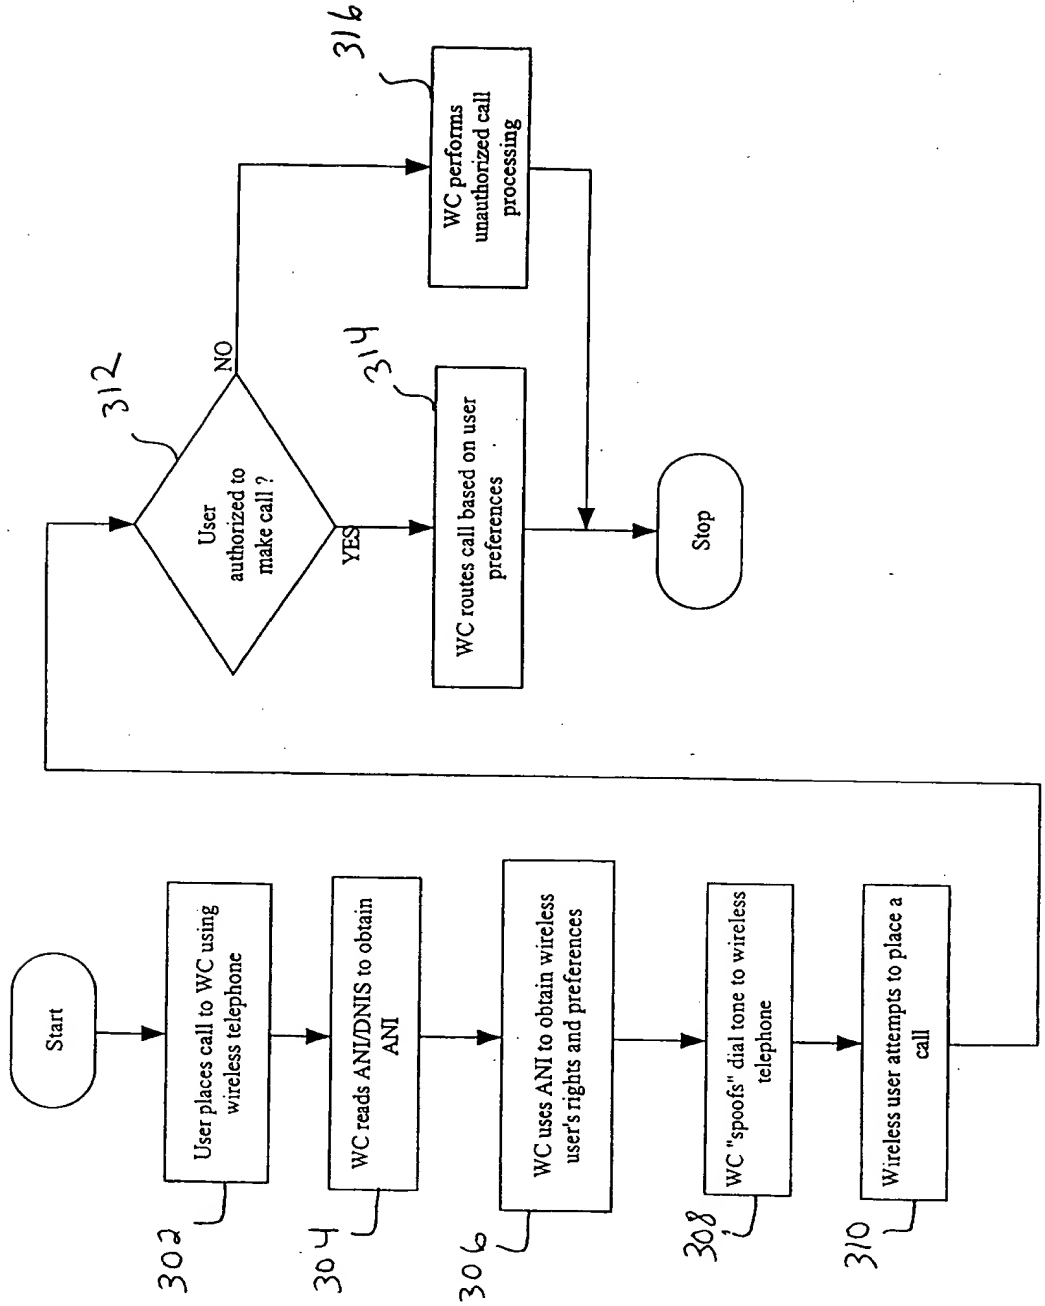 Start
302
User places call to WC using
wireless telephone
304
WC reads ANI/DNIS to obtain
ANI
306
WC uses ANI to obtain wireless
user's rights and preferences
308
WC "spoofs" dial tone to wireless
telephone
310
Wireless user attempts to place a
call
312
User
authorized to
make call ?
NO
YES
314
WC routes call based on user
preferences
316
WC performs
unauthorized call
processing
Stop